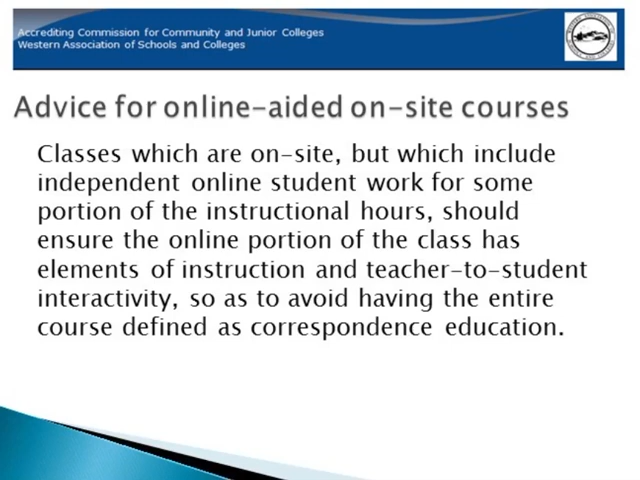 Accrediting Commission for Community and Junior Colleges
Western Association of Schools and Colleges
Advice for online-aided on-site courses
Classes which are on-site, but which include
independent online student work for some
portion of the instructional hours, should
ensure the online portion of the class has
elements of instruction and teacher-to-student
interactivity, so as to avoid having the entire
course defined as correspondence education.